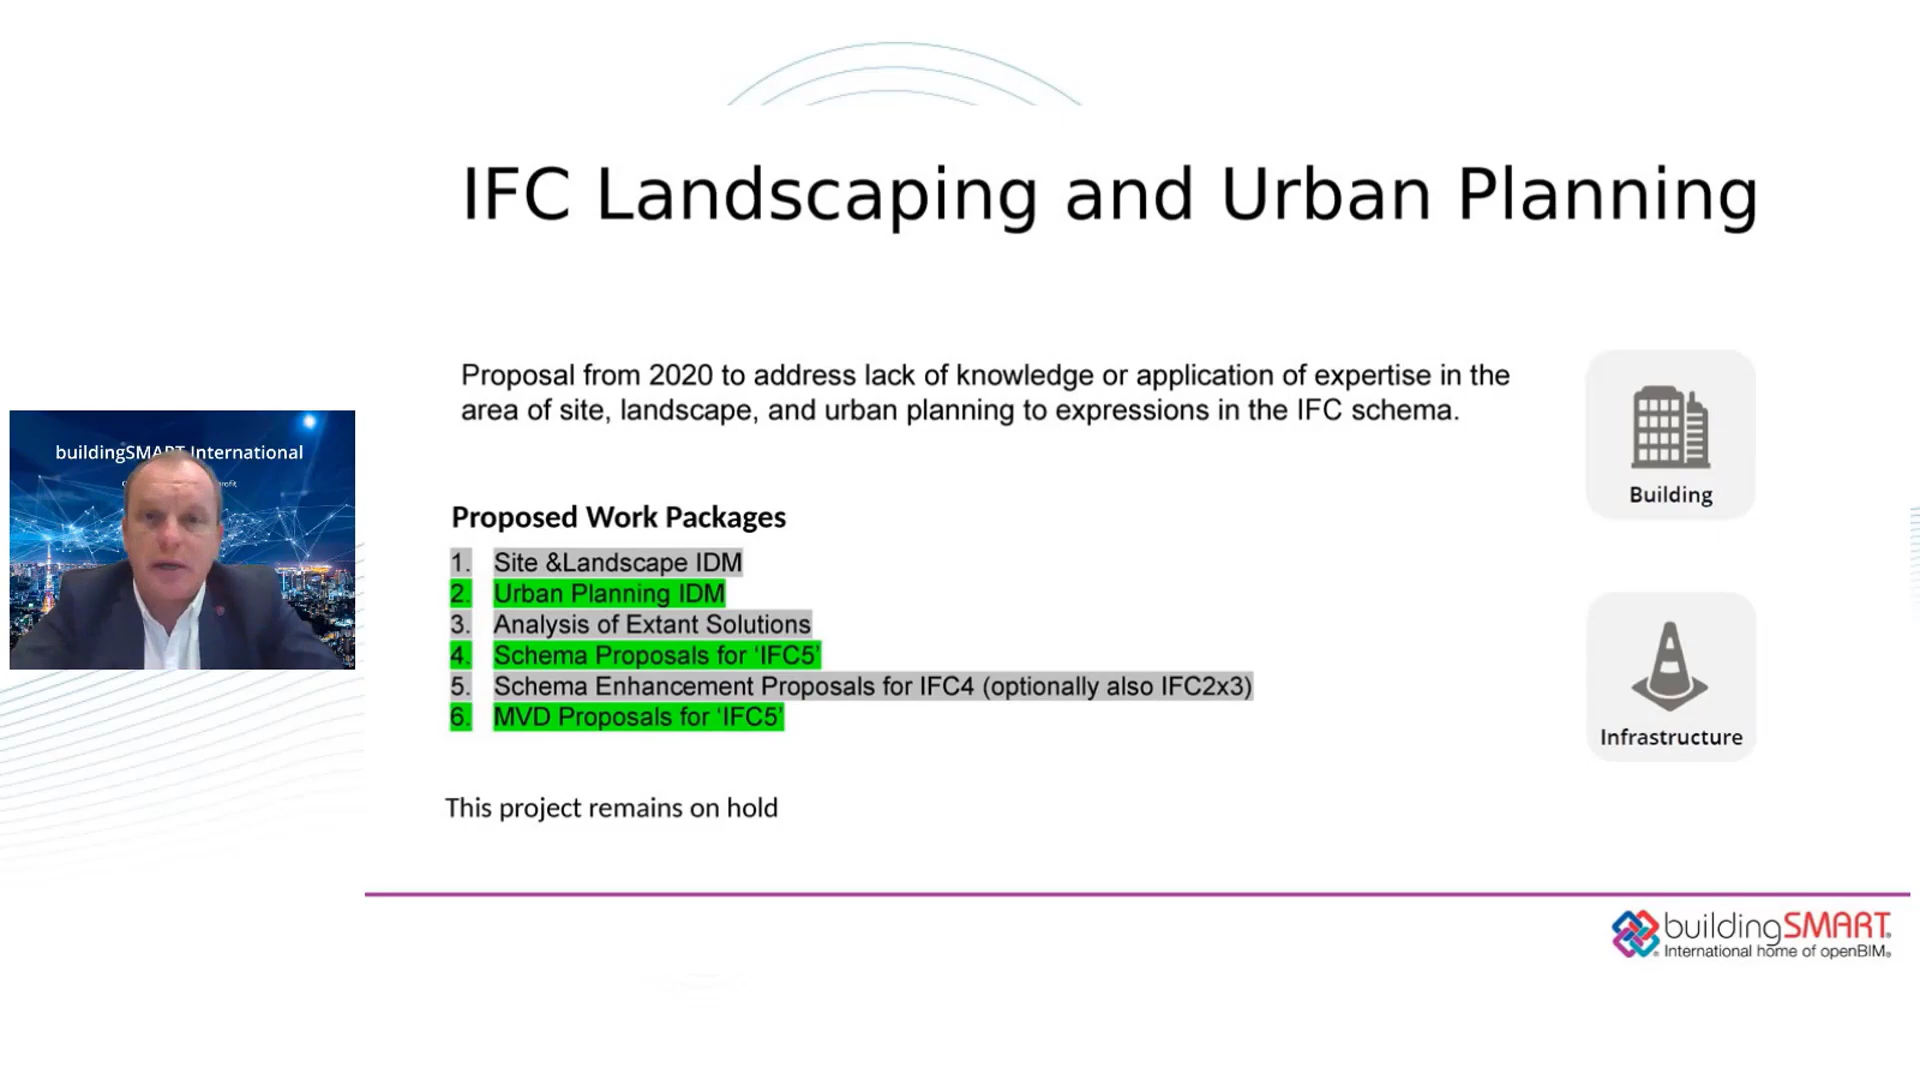 IFC Landscaping and Urban Planning
Proposal from 2020 to address lack of knowledge or application of expertise in the
area of site, landscape, and urban planning to expressions in the IFC schema.
Building
buildingSMART International
Proposed Work Packages
1. Site &Landscape IDM
2. Urban Planning IDM
3. Analysis of Extant Solutions
4. Schema Proposals for ‘IFC5’
5. Schema Enhancement Proposals for IFC4 (optionally also IFC2x3)
6. MVD Proposals for ‘IFC5’
Infrastructure
This project remains on hold
buildingSMART®
International home of openBIM®